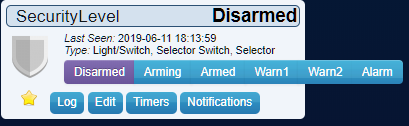 SecurityLevel Disarmed
Last Seen: 2019-06-11 18:13:59
Type: Light/Switch, Selector Switch, Selector
Disarmed Arming Armed Warn1 Warn2 Alarm
Log Edit Timers Notifications